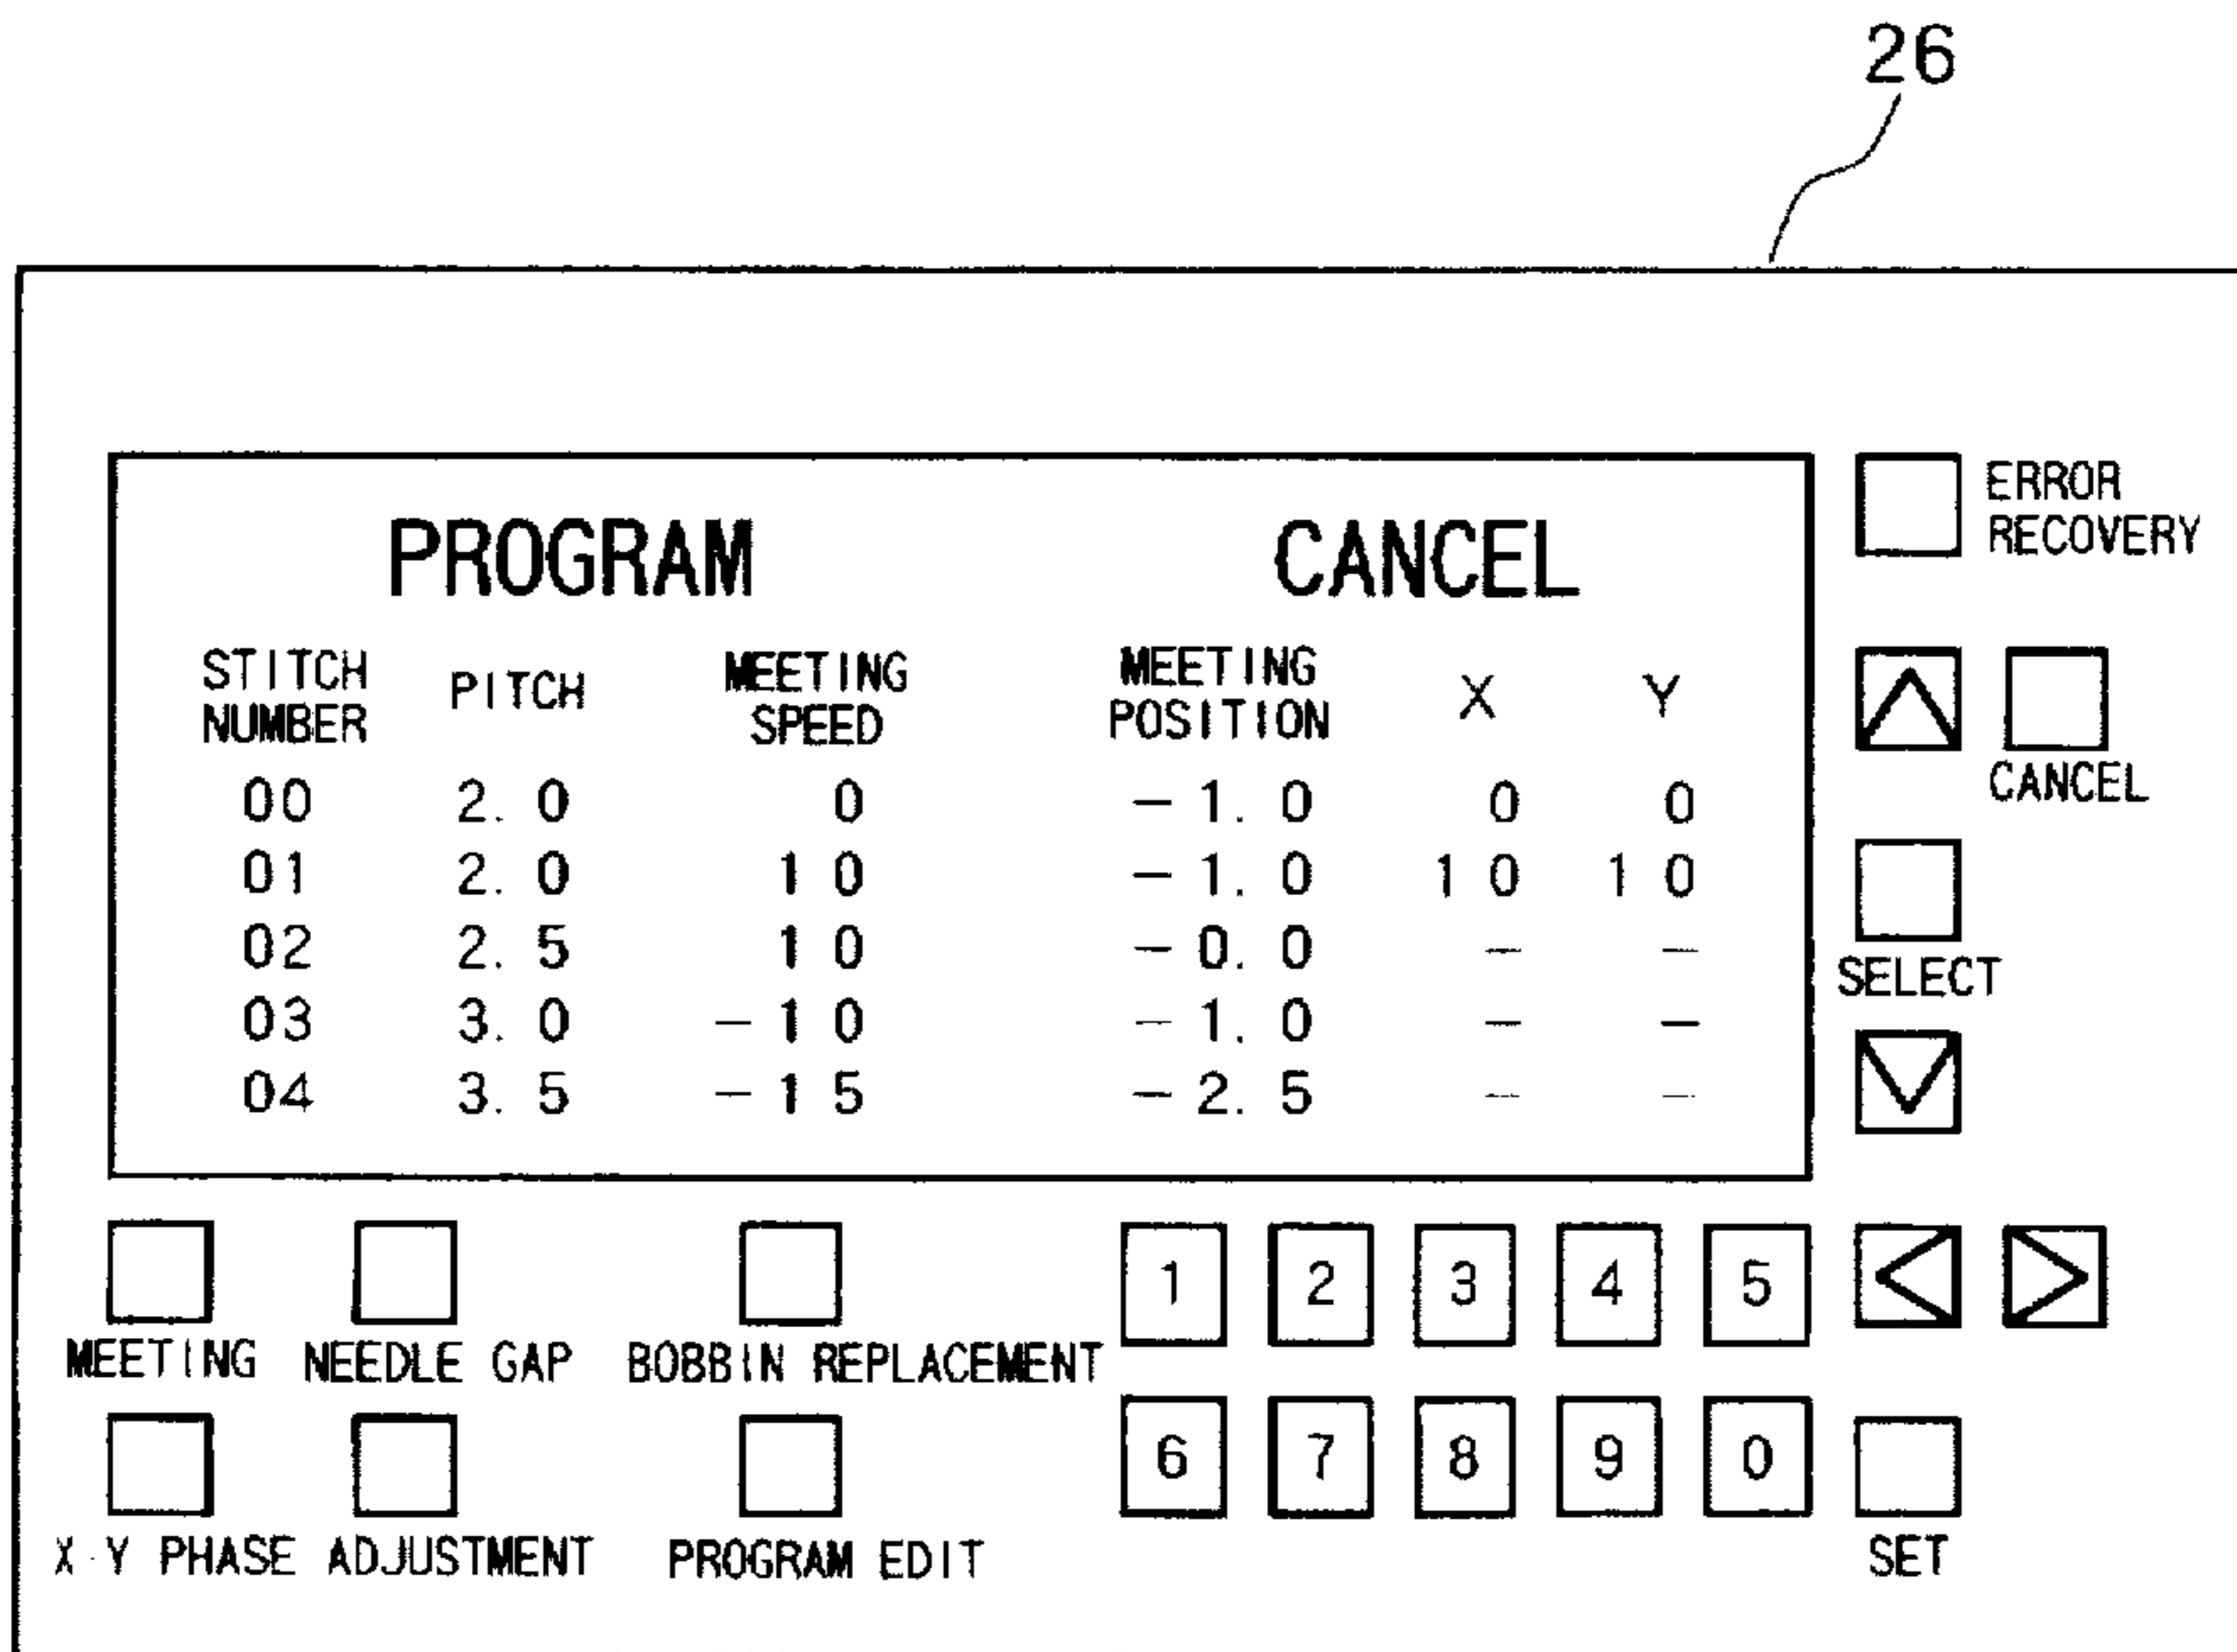 26
PROGRAM CANCEL
STITCH NUMBER PITCH MEETING SPEED MEETING POSITION X Y
00 2.0 0 -1.0 0 0
01 2.0 10 -1.0 10 10
02 2.5 10 -0.0 - -
03 3.0 -10 -1.0 - -
04 3.5 -15 -2.5 - -
ERROR
RECOVERY
CANCEL
SELECT
1 2 3 4 5
MEETING NEEDLE GAP BOBBIN REPLACEMENT
6 7 8 9 0
X-Y PHASE ADJUSTMENT PROGRAM EDIT SET